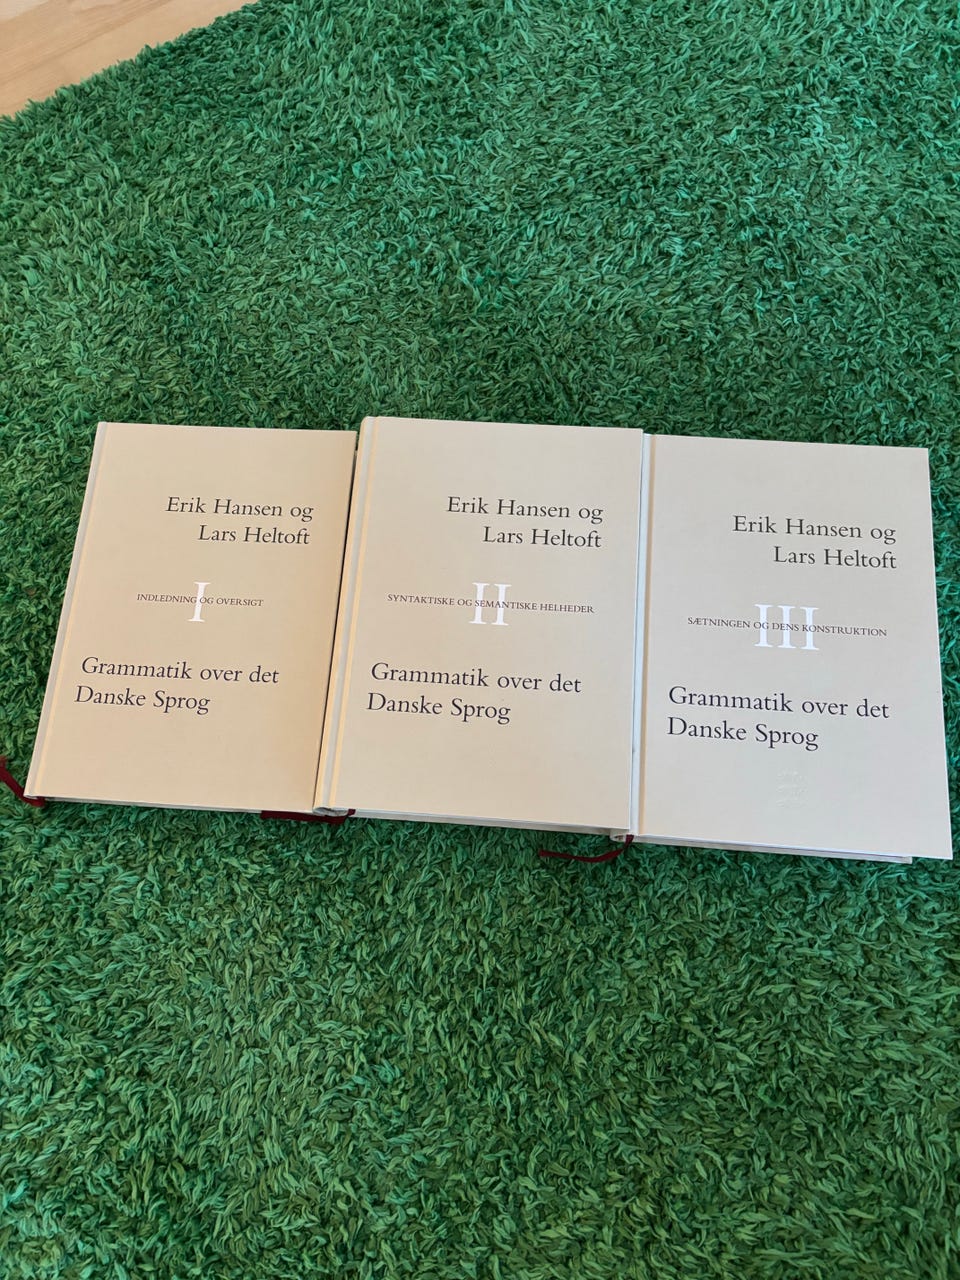 Erik Hansen og
Lars Heltoft
I
INDLEDNING OG OVERSIGT
Grammatik over det
Danske Sprog
Erik Hansen og
Lars Heltoft
II
SYNTAKTISKE OG SEMANTISKE HELHEDER
Grammatik over det
Danske Sprog
Erik Hansen og
Lars Heltoft
III
SÆTNINGEN OG DENS KONSTRUKTION
Grammatik over det
Danske Sprog